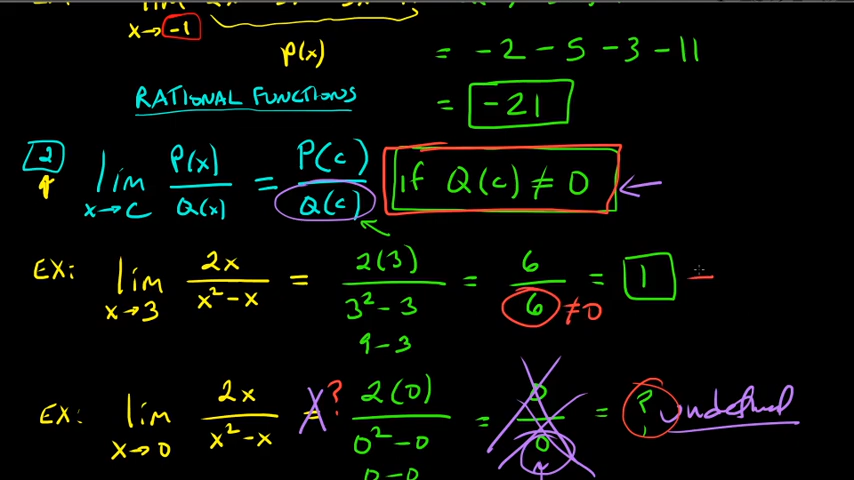 x→-1
P(x)
= -2 - 5 - 3 - 11
RATIONAL FUNCTIONS
= -21
2 lim x→c P(x)/Q(x) = P(c)/Q(c) if Q(c) ≠ 0
EX: lim x→3 2x/(x²-x) = 2(3)/(3²-3) = 6/6 ≠0 = 1
9-3
EX: lim x→0 2x/(x²-x) = ? 2(0)/(0²-0) = 0/0 = ? undefined
0-0